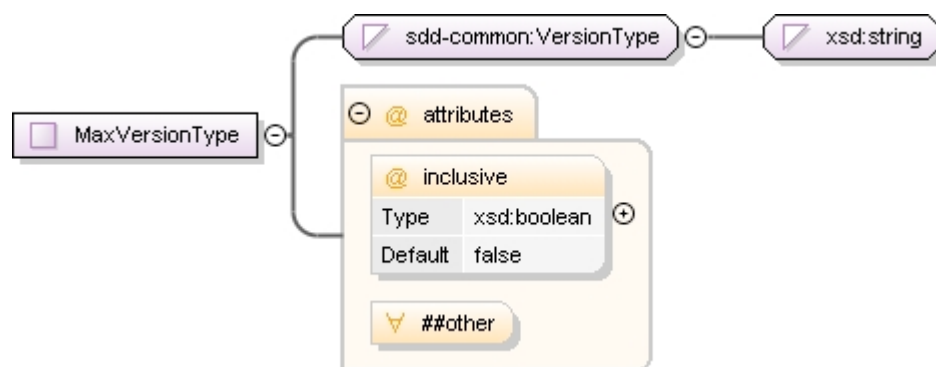 sdd-common:VersionType
xsd:string
MaxVersionType
@ attributes
@ inclusive
Type xsd:boolean
Default false
∀ ##other